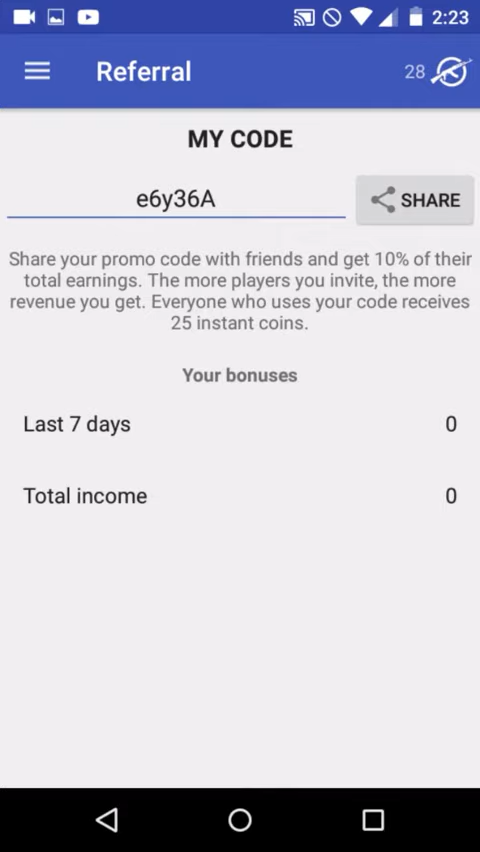 2:23
Referral
28
MY CODE
e6y36A
SHARE
Share your promo code with friends and get 10% of their
total earnings. The more players you invite, the more
revenue you get. Everyone who uses your code receives
25 instant coins.
Your bonuses
Last 7 days 0
Total income 0